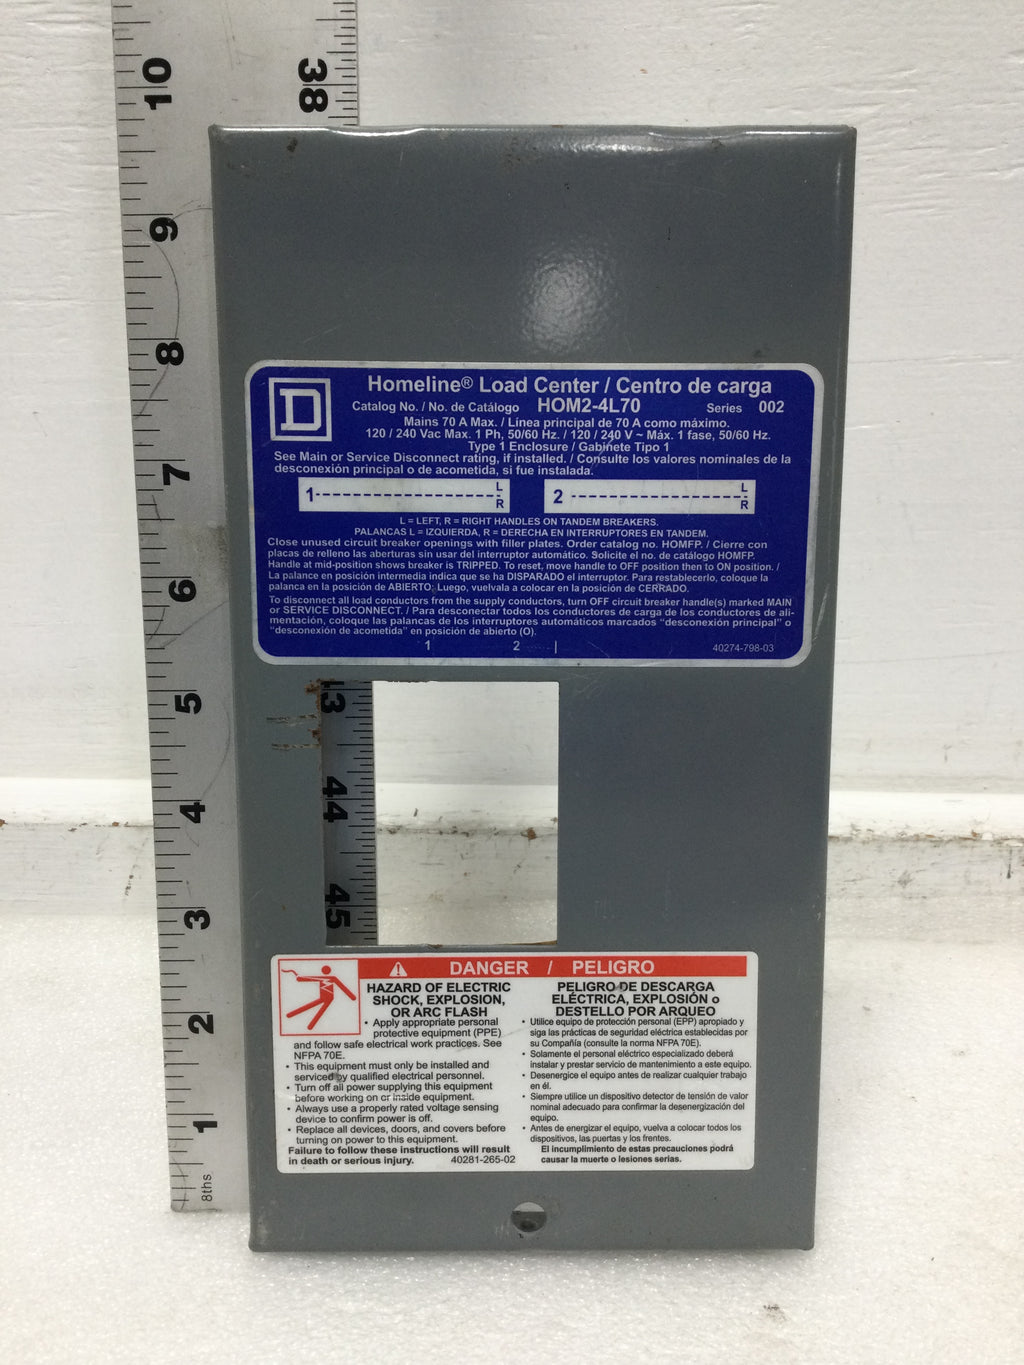 10
9
8
7
6
5
4
3
2
1
8ths
38
43
44
45
D
Homeline® Load Center / Centro de carga
Catalog No. / No. de Catálogo HOM2-4L70 Series 002
Mains 70 A Max. / Línea principal de 70 A como máximo.
120 / 240 Vac Max. 1 Ph, 50/60 Hz. / 120 / 240 V ~ Máx. 1 fase, 50/60 Hz.
Type 1 Enclosure / Gabinete Tipo 1
See Main or Service Disconnect rating, if installed. / Consulte los valores nominales de la
desconexión principal o de acometida, si fue instalada.
1 L R
2 L R
L = LEFT, R = RIGHT HANDLES ON TANDEM BREAKERS.
PALANCAS L = IZQUIERDA, R = DERECHA EN INTERRUPTORES EN TANDEM.
Close unused circuit breaker openings with filler plates. Order catalog no. HOMFP. / Cierre con
placas de relleno las aberturas sin usar del interruptor automático. Solicite el no. de catálogo HOMFP.
Handle at mid-position shows breaker is TRIPPED. To reset, move handle to OFF position then to ON position. /
La palance en posición intermedia indica que se ha DISPARADO el interruptor. Para restablecerlo, coloque la
palanca en la posición de ABIERTO; Luego, vuelvala a colocar en la posición de CERRADO.
To disconnect all load conductors from the supply conductors, turn OFF circuit breaker handle(s) marked MAIN
or SERVICE DISCONNECT. / Para desconectar todos los conductores de carga de los conductores de ali-
mentación, coloque las palancas de los interruptores automáticos marcados "desconexión principal" o
"desconexión de acometida" en posición de abierto (O).
1 2 40274-798-03
DANGER / PELIGRO
HAZARD OF ELECTRIC
SHOCK, EXPLOSION,
OR ARC FLASH
• Apply appropriate personal
protective equipment (PPE)
and follow safe electrical work practices. See
NFPA 70E.
• This equipment must only be installed and
serviced by qualified electrical personnel.
• Turn off all power supplying this equipment
before working on or inside equipment.
• Always use a properly rated voltage sensing
device to confirm power is off.
• Replace all devices, doors, and covers before
turning on power to this equipment.
Failure to follow these instructions will result
in death or serious injury. 40281-265-02
PELIGRO DE DESCARGA
ELÉCTRICA, EXPLOSIÓN o
DESTELLO POR ARQUEO
• Utilice equipo de protección personal (EPP) apropiado y
siga las prácticas de seguridad eléctrica establecidas por
su Compañía (consulte la norma NFPA 70E).
• Solamente el personal eléctrico especializado deberá
instalar y prestar servicio de mantenimiento a este equipo.
• Desenergice el equipo antes de realizar cualquier trabajo
en él.
• Siempre utilice un dispositivo detector de tensión de valor
nominal adecuado para confirmar la desenergización del
equipo.
• Antes de energizar el equipo, vuelva a colocar todos los
dispositivos, las puertas y los frentes.
El incumplimiento de estas precauciones podrá
causar la muerte o lesiones serias.